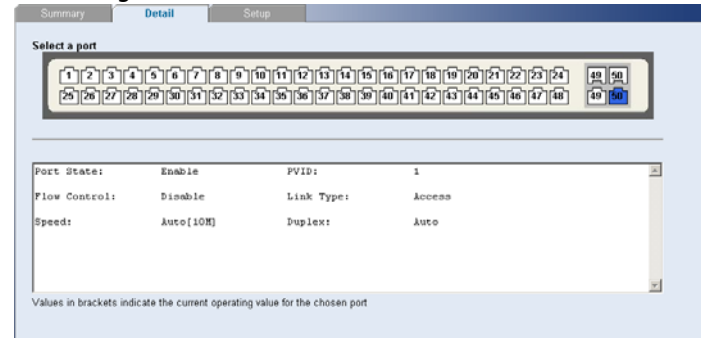 Summary Detail Setup
Select a port
1 2 3 4 5 6 7 8 9 10 11 12 13 14 15 16 17 18 19 20 21 22 23 24 49 50
25 26 27 28 29 30 31 32 33 34 35 36 37 38 39 40 41 42 43 44 45 46 47 48 49 50
Port State: Enable PVID: 1
Flow Control: Disable Link Type: Access
Speed: Auto[10M] Duplex: Auto
Values in brackets indicate the current operating value for the chosen port